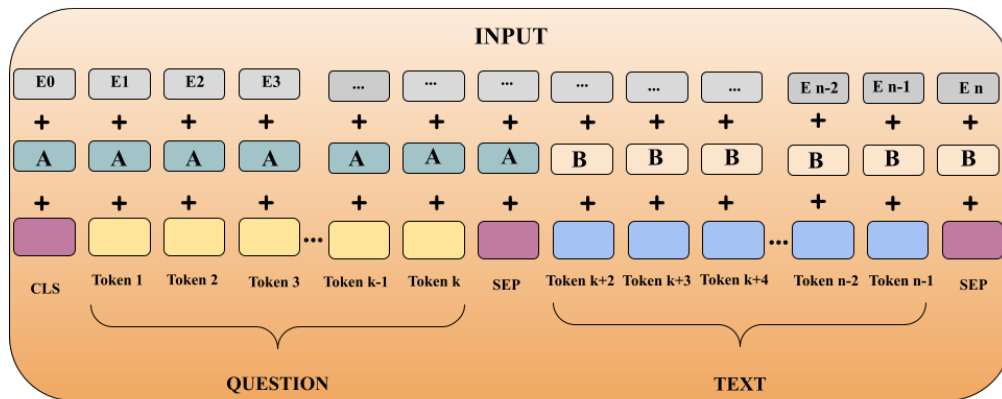 INPUT
E0 E1 E2 E3 ... ... ... ... ... ... E n-2 E n-1 E n
+ + + + + + + + + + + + +
A A A A A A A B B B B B B
+ + + + + + + + + + + + +
... ...
CLS Token 1 Token 2 Token 3 Token k-1 Token k SEP Token k+2 Token k+3 Token k+4 Token n-2 Token n-1 SEP
QUESTION TEXT